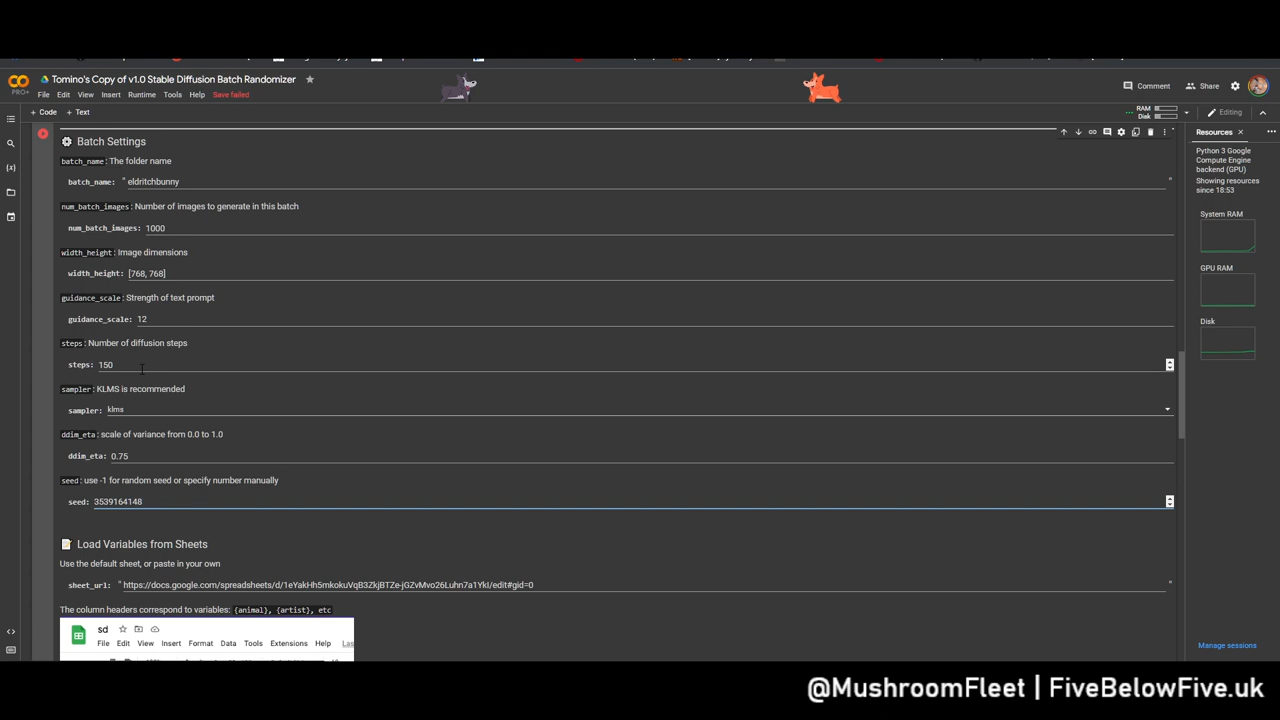 Tomino's Copy of v1.0 Stable Diffusion Batch Randomizer
PRO+
File Edit View Insert Runtime Tools Help Save failed
Comment Share
+ Code + Text
RAM
Disk
Editing
Resources
Batch Settings
batch_name: The folder name
batch_name: " eldritchbunny "
num_batch_images: Number of images to generate in this batch
num_batch_images: 1000
width_height: Image dimensions
width_height: [768, 768]
guidance_scale: Strength of text prompt
guidance_scale: 12
steps: Number of diffusion steps
steps: 150
sampler: KLMS is recommended
sampler: klms
ddim_eta: scale of variance from 0.0 to 1.0
ddim_eta: 0.75
seed: use -1 for random seed or specify number manually
seed: 3539164148
Load Variables from Sheets
Use the default sheet, or paste in your own
sheet_url: " https://docs.google.com/spreadsheets/d/1eYakHh5mkokuVqB3ZkjBTZe-jGZvMvo26Luhn7a1YkI/edit#gid=0 "
The column headers correspond to variables: {animal}, {artist}, etc
sd
File Edit View Insert Format Data Tools Extensions Help Las
Python 3 Google
Compute Engine
backend (GPU)
Showing resources
since 18:53
System RAM
GPU RAM
Disk
Manage sessions
@MushroomFleet | FiveBelowFive.uk